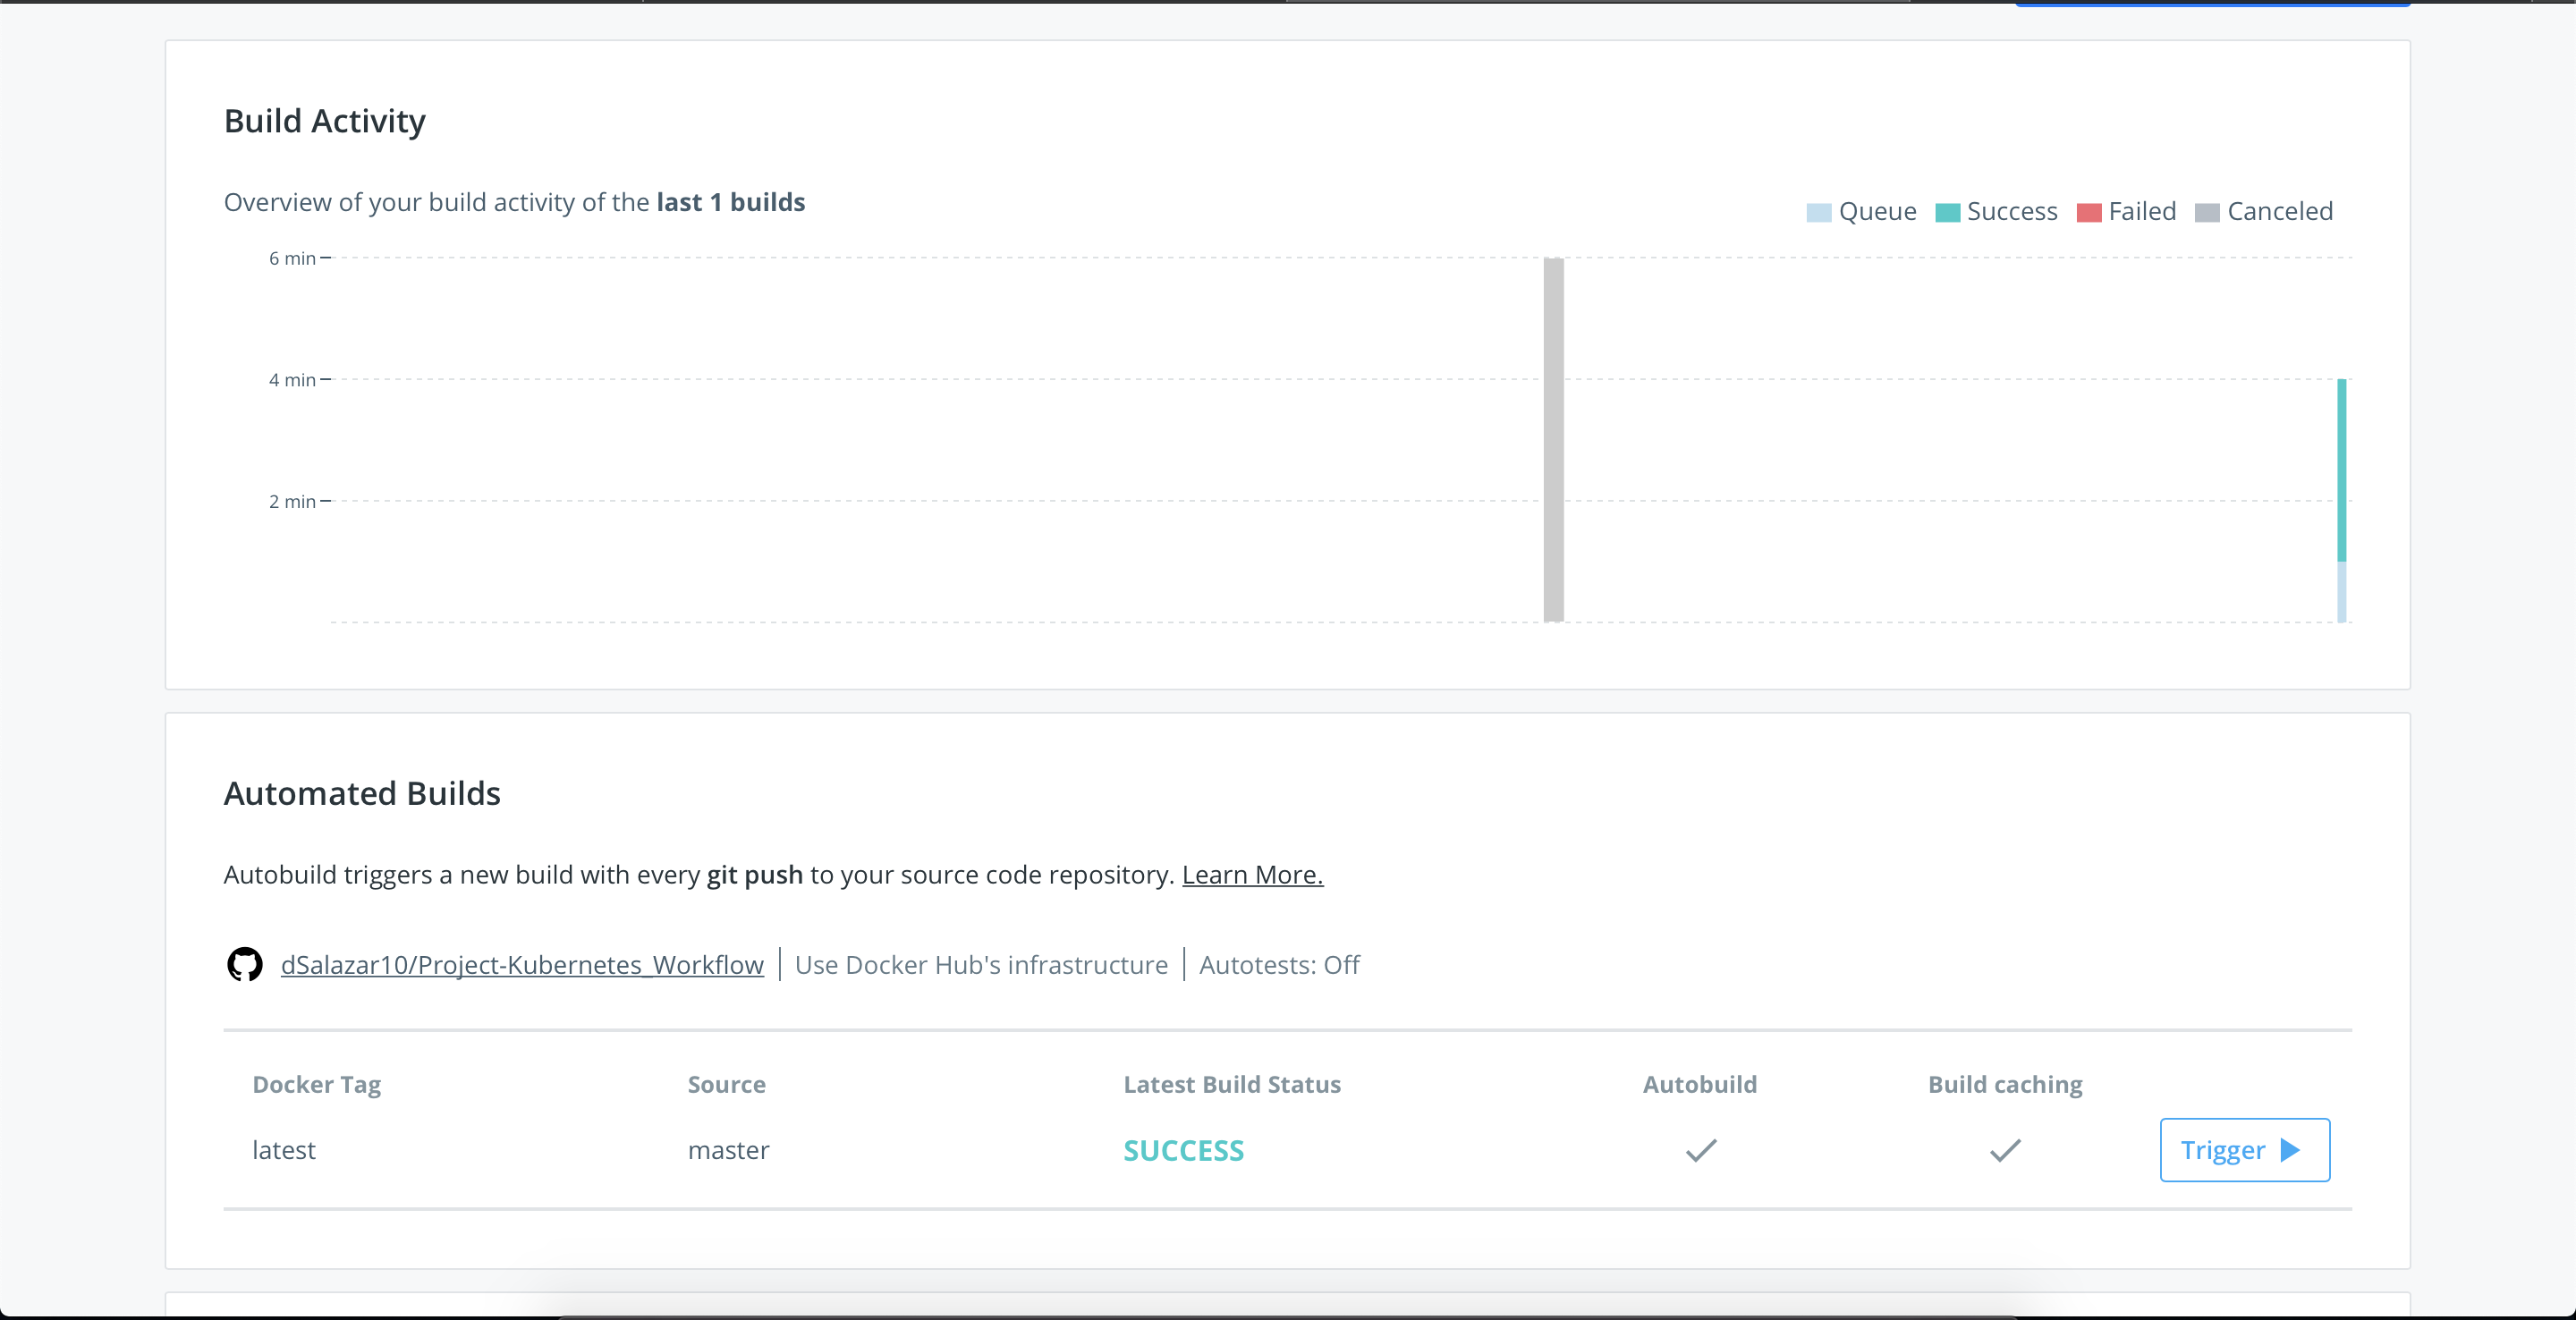 Build Activity
Overview of your build activity of the last 1 builds
Queue Success Failed Canceled
6 min
4 min
2 min
Automated Builds
Autobuild triggers a new build with every git push to your source code repository. Learn More.
dSalazar10/Project-Kubernetes_Workflow | Use Docker Hub's infrastructure | Autotests: Off
Docker Tag Source Latest Build Status Autobuild Build caching
latest master SUCCESS Trigger